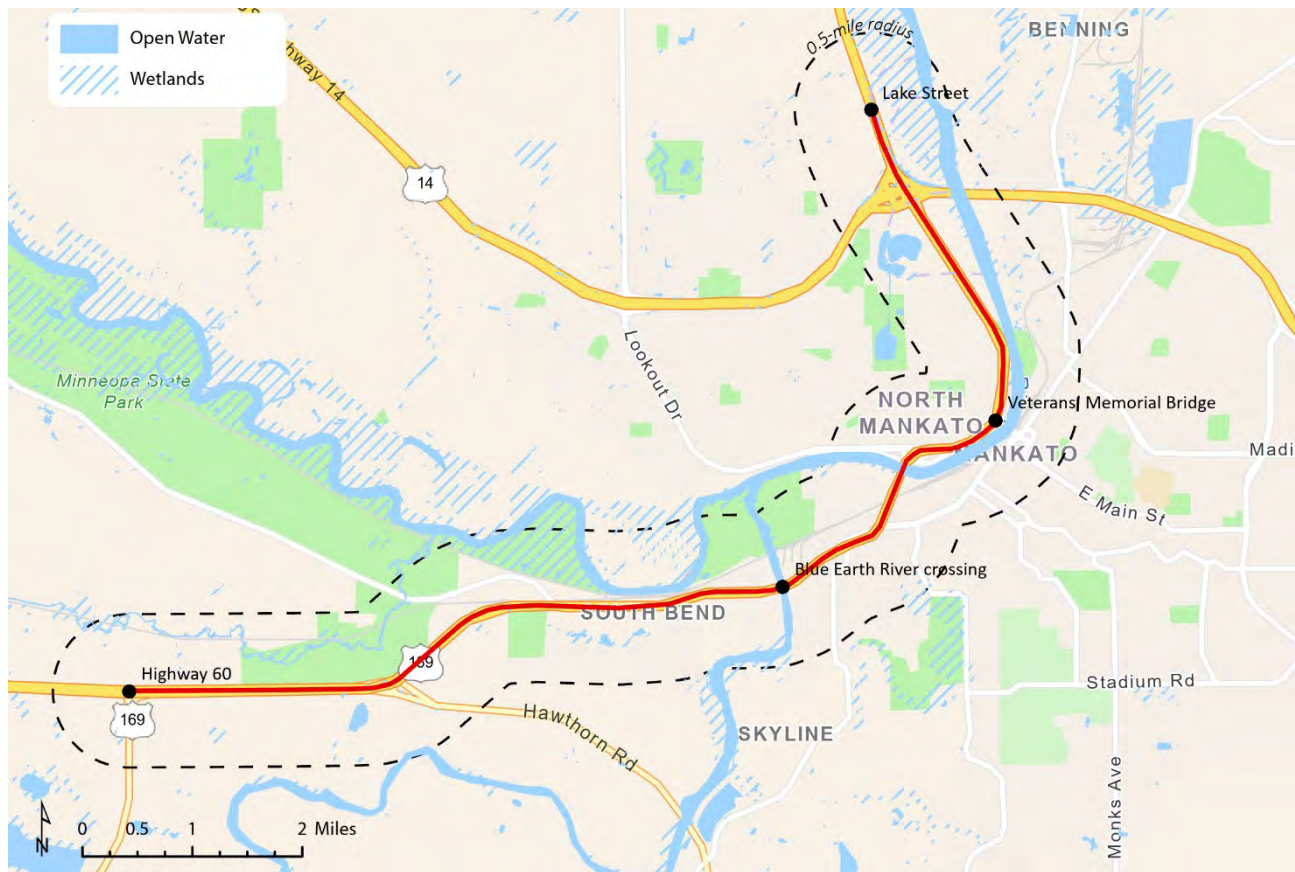 Open Water
Wetlands
Highway 14
0.5-mile radius
BENNING
Lake Street
14
Lookout Dr
Minneopa State
Park
NORTH
MANKATO
Veterans Memorial Bridge
MANKATO
Madi
E Main St
Blue Earth River crossing
SOUTH BEND
169
Highway 60
169
Hawthorn Rd
SKYLINE
Stadium Rd
Monks Ave
N
0 0.5 1 2 Miles